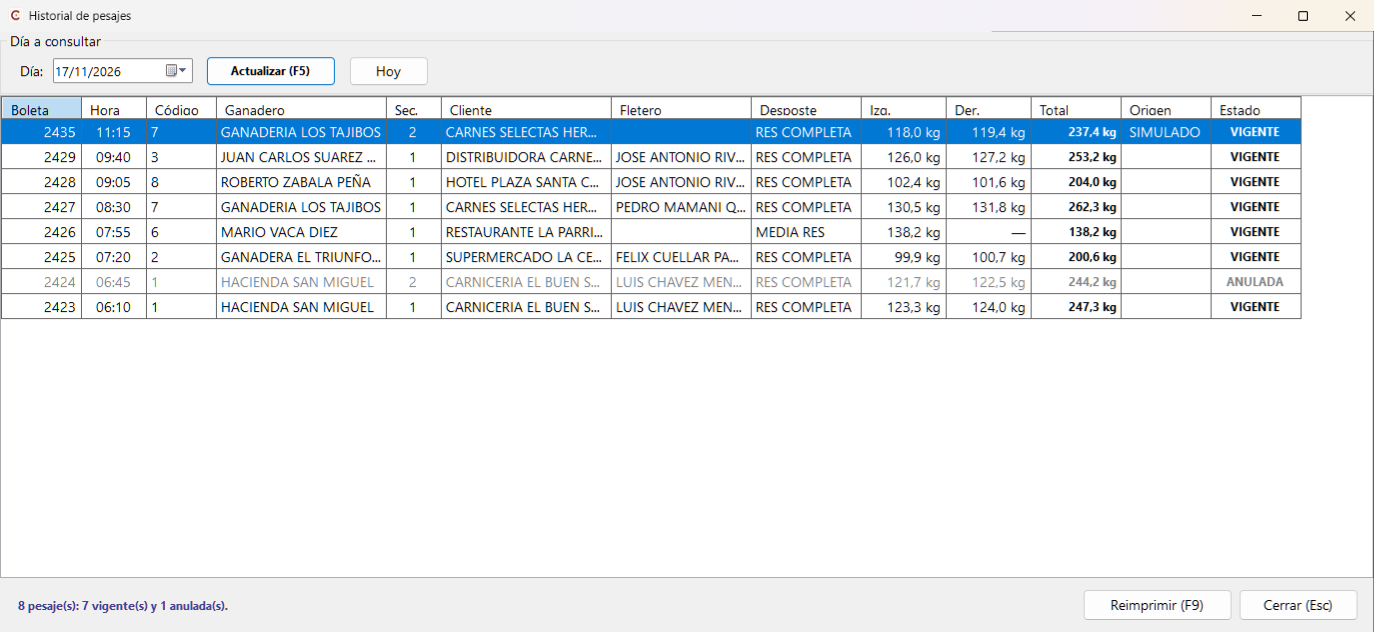 Historial de pesajes
Día a consultar
Día: 17/11/2026 Actualizar (F5) Hoy
Boleta Hora Código Ganadero Sec. Cliente Fletero Desposte Izq. Der. Total Origen Estado
2435 11:15 7 GANADERIA LOS TAJIBOS 2 CARNES SELECTAS HER... RES COMPLETA 118,0 kg 119,4 kg 237,4 kg SIMULADO VIGENTE
2429 09:40 3 JUAN CARLOS SUAREZ ... 1 DISTRIBUIDORA CARNE... JOSE ANTONIO RIV... RES COMPLETA 126,0 kg 127,2 kg 253,2 kg VIGENTE
2428 09:05 8 ROBERTO ZABALA PEÑA 1 HOTEL PLAZA SANTA C... JOSE ANTONIO RIV... RES COMPLETA 102,4 kg 101,6 kg 204,0 kg VIGENTE
2427 08:30 7 GANADERIA LOS TAJIBOS 1 CARNES SELECTAS HER... PEDRO MAMANI Q... RES COMPLETA 130,5 kg 131,8 kg 262,3 kg VIGENTE
2426 07:55 6 MARIO VACA DIEZ 1 RESTAURANTE LA PARRI... MEDIA RES 138,2 kg — 138,2 kg VIGENTE
2425 07:20 2 GANADERA EL TRIUNFO... 1 SUPERMERCADO LA CE... FELIX CUELLAR PA... RES COMPLETA 99,9 kg 100,7 kg 200,6 kg VIGENTE
2424 06:45 1 HACIENDA SAN MIGUEL 2 CARNICERIA EL BUEN S... LUIS CHAVEZ MEN... RES COMPLETA 121,7 kg 122,5 kg 244,2 kg ANULADA
2423 06:10 1 HACIENDA SAN MIGUEL 1 CARNICERIA EL BUEN S... LUIS CHAVEZ MEN... RES COMPLETA 123,3 kg 124,0 kg 247,3 kg VIGENTE
8 pesaje(s): 7 vigente(s) y 1 anulada(s). Reimprimir (F9) Cerrar (Esc)